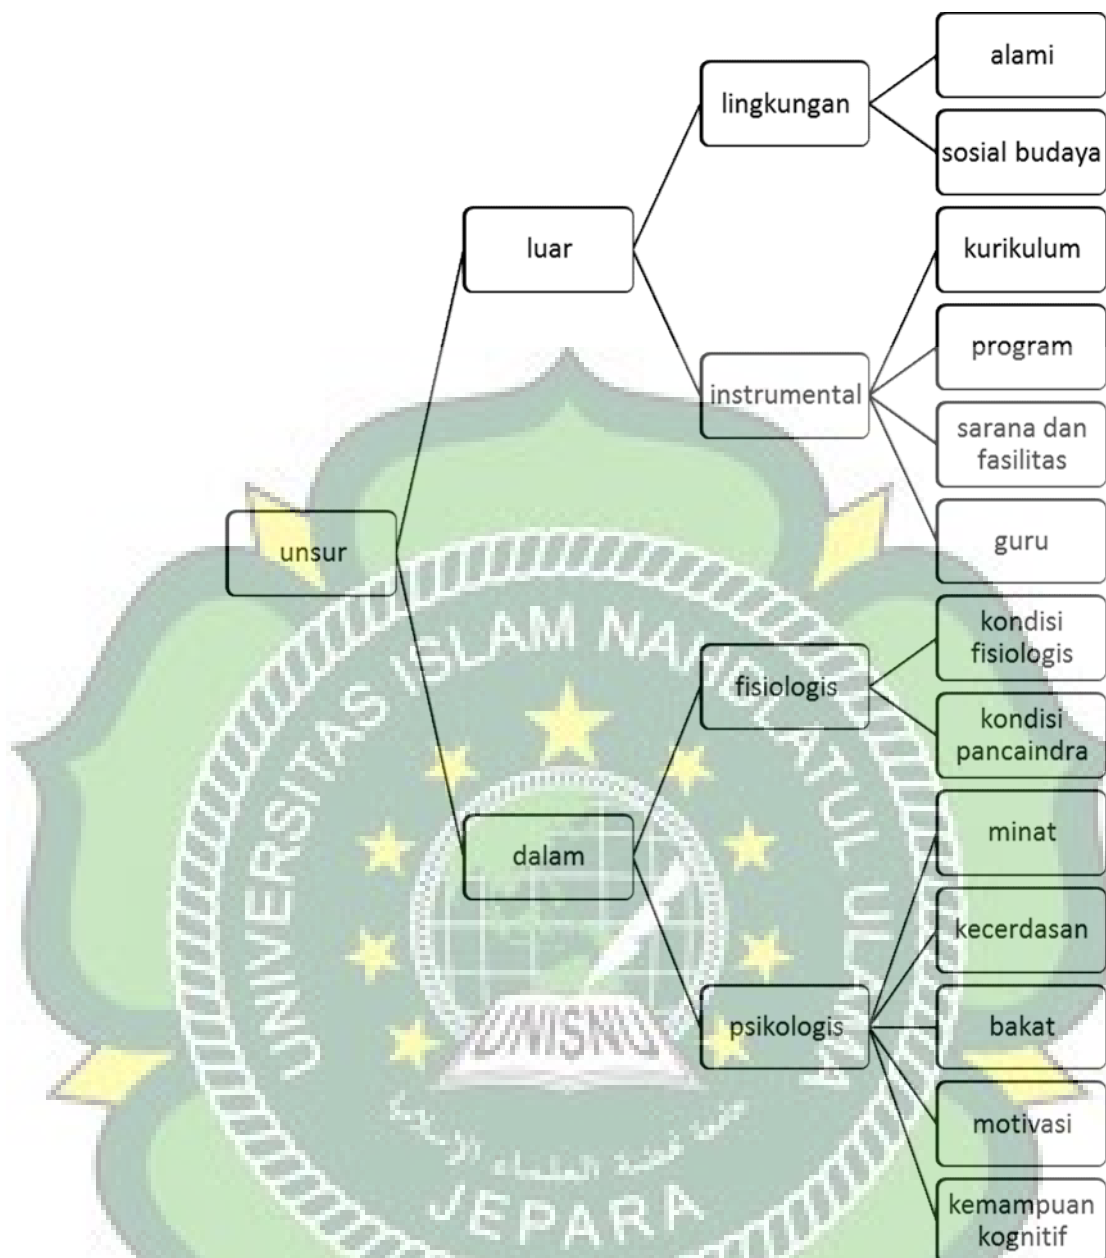 alami
lingkungan
sosial budaya
luar
kurikulum
program
instrumental
sarana dan
fasilitas
guru
unsur
kondisi
fisiologis
fisiologis
kondisi
pancaindra
dalam
minat
kecerdasan
psikologis
bakat
motivasi
kemampuan
kognitif
UNIVERSITAS ISLAM NAHDLATUL ULAMA
UNISNU
JEPARA